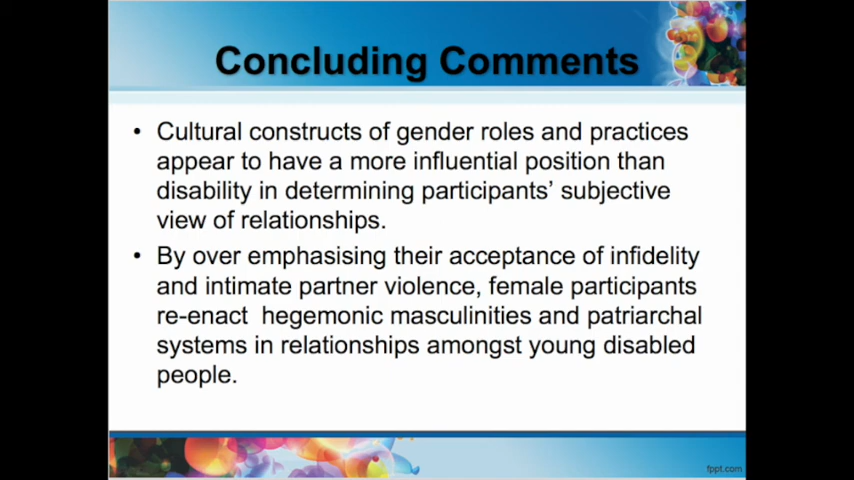 Concluding Comments
• Cultural constructs of gender roles and practices
appear to have a more influential position than
disability in determining participants’ subjective
view of relationships.
• By over emphasising their acceptance of infidelity
and intimate partner violence, female participants
re-enact  hegemonic masculinities and patriarchal
systems in relationships amongst young disabled
people.
fppt.com